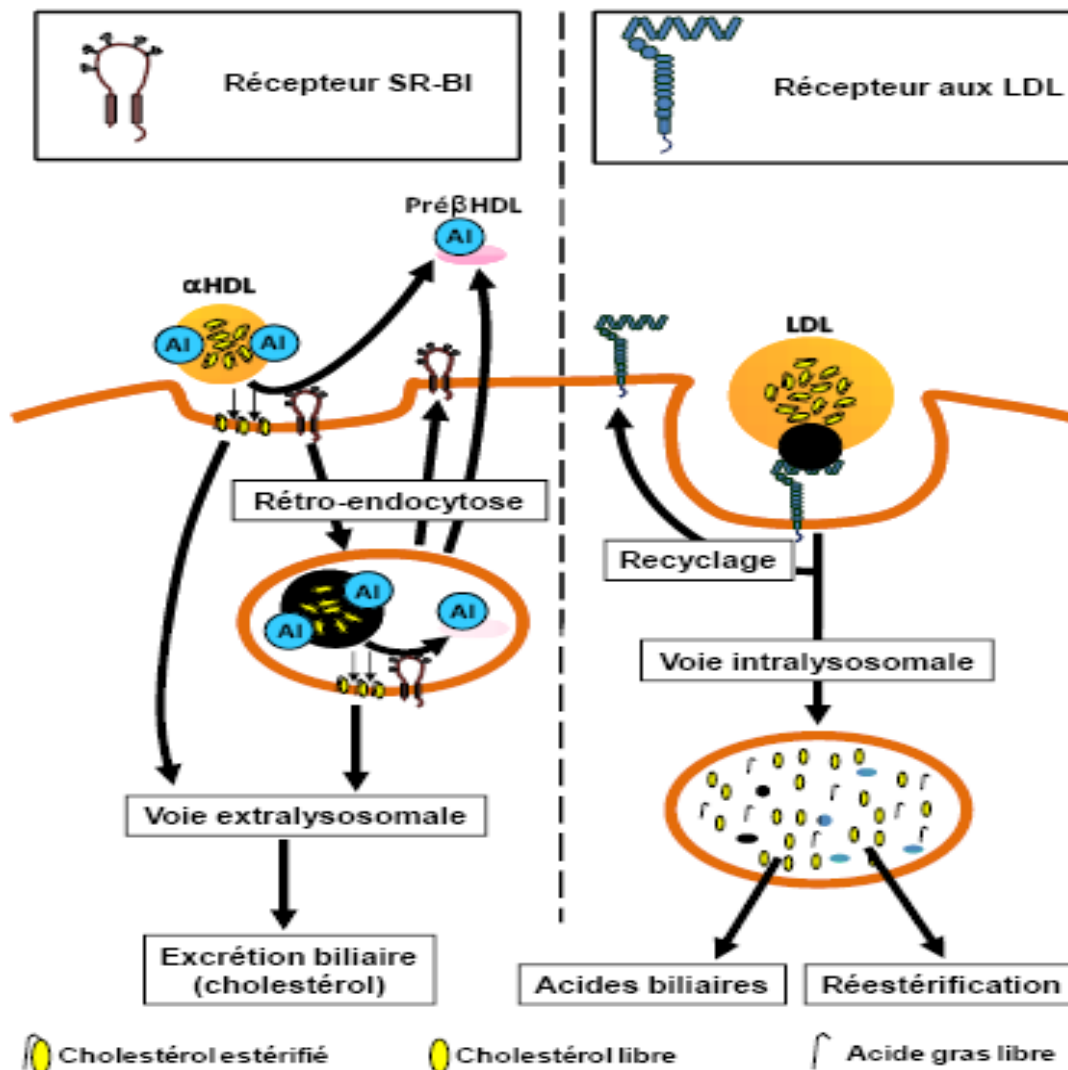 Récepteur SR-BI
Récepteur aux LDL
PréβHDL
AI
αHDL
AI
AI
LDL
Rétro-endocytose
Recyclage
AI
AI
AI
Voie intralysosomale
Voie extralysosomale
Excrétion biliaire
(cholestérol)
Acides biliaires
Réestérification
Cholestérol estérifié
Cholestérol libre
Acide gras libre